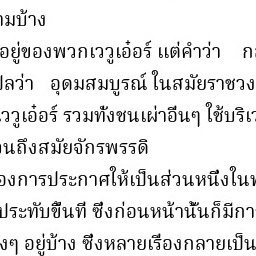 ามบ้าง
อยู่ของพวกเววูเอ๋อร์ แต่คำว่า
ปลว่า อุดมสมบูรณ์ ในสมัยราชวง
ววูเอ๋อร์ รวมทั้งชนเผ่าอื่นๆ ใช้บริเว
นถึงสมัยจักรพรรดิ
องการประกาศให้เป็นส่วนหนึ่งใน
ประทับขึ้นที่ ซึ่งก่อนหน้านั้นก็มีกา
งๆ อยู่บ้าง ซึ่งหลายเรื่องกลายเป็น